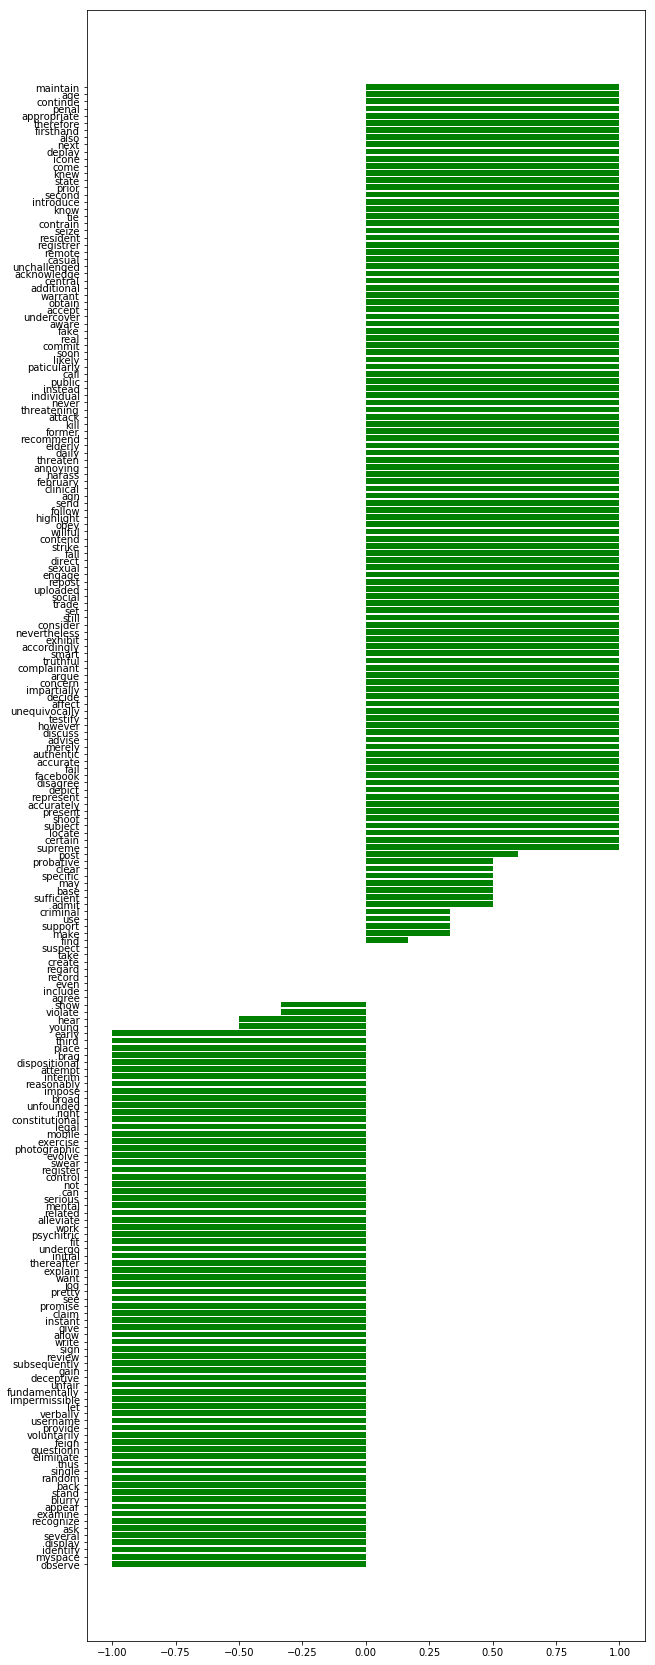 maintain
age
continue
penal
appropriate
therefore
firsthand
also
next
deplay
icone
come
knew
state
prior
second
introduce
know
tie
contrain
seize
resident
registrer
remote
casual
unchallenged
acknowledge
central
additional
warrant
obtain
accept
undercover
aware
fake
real
commit
soon
likely
paticularly
call
public
instead
individual
never
threatening
attack
kill
former
recommend
elderly
daily
threaten
annoying
harass
february
clinical
send
follow
highlight
obey
willful
contend
strike
fall
direct
sexual
engage
repost
uploaded
social
trade
set
still
consider
nevertheless
exhibit
accordingly
smart
truthful
complainant
argue
concern
impartially
decide
affect
unequivocally
testify
however
discuss
advise
merely
authentic
accurate
fail
facebook
disagree
depict
represent
accurately
present
shoot
subject
locate
certain
supreme
post
probative
clear
specific
may
base
sufficient
admit
criminal
use
support
make
find
suspect
take
create
regard
record
even
include
agree
show
violate
hear
young
early
third
place
brag
dispositional
attempt
interim
reasonably
impose
broad
unfounded
right
constitutional
legal
mobile
exercise
photographic
evolve
swear
register
control
not
can
serious
mental
related
alleviate
work
psychitric
fit
undergo
initial
thereafter
explain
want
jog
pretty
see
promise
claim
instant
give
allow
write
sign
review
subsequently
gain
deceptive
unfair
fundamentally
impermissible
let
verbally
username
provide
voluntarily
feign
questionn
eliminate
thus
single
random
back
stand
blurry
appear
examine
recognize
ask
several
display
identify
myspace
observe
−1.00 −0.75 −0.50 −0.25 0.00 0.25 0.50 0.75 1.00